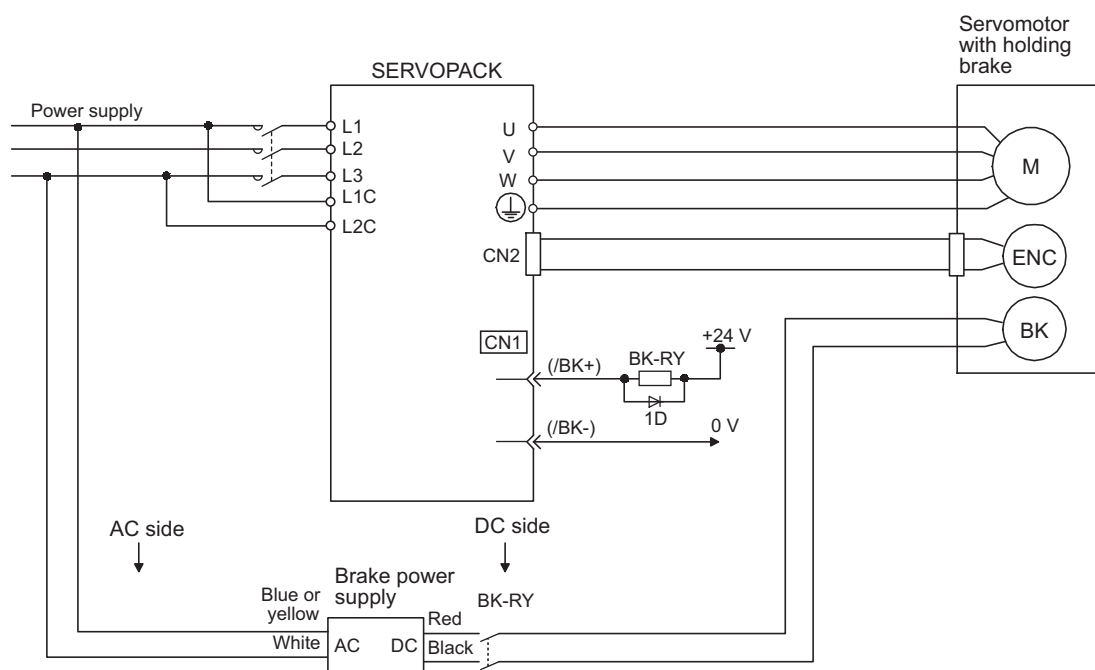 Servomotor
with holding
brake
SERVOPACK
Power supply
L1
L2
L3
L1C
L2C
U
V
W
M
CN2
ENC
CN1
BK
+24 V
BK-RY
(/BK+)
1D
(/BK-)
0 V
AC side
DC side
Brake power
supply
Blue or
yellow
White
AC
DC
Red
Black
BK-RY